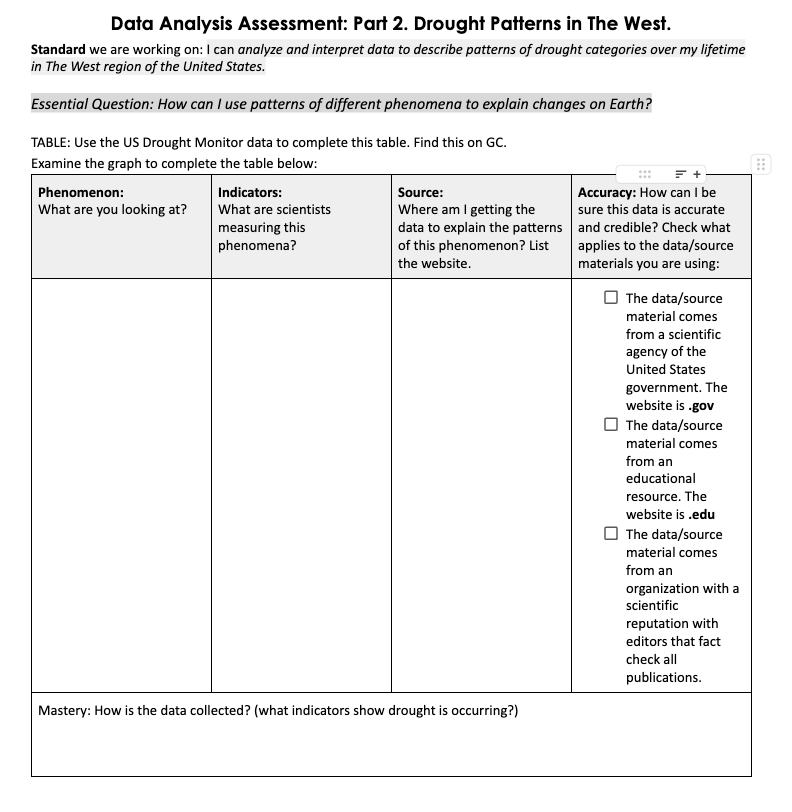 Data Analysis Assessment: Part 2. Drought Patterns in The West.
Standard we are working on: I can analyze and interpret data to describe patterns of drought categories over my lifetime
in The West region of the United States.
Essential Question: How can I use patterns of different phenomena to explain changes on Earth?
TABLE: Use the US Drought Monitor data to complete this table. Find this on GC.
Examine the graph to complete the table below:
Phenomenon:
What are you looking at?
Indicators:
What are scientists
measuring this
phenomena?
Source:
Where am I getting the
data to explain the patterns
of this phenomenon? List
the website.
Accuracy: How can I be
sure this data is accurate
and credible? Check what
applies to the data/source
materials you are using:
The data/source
material comes
from a scientific
agency of the
United States
government. The
website is .gov
The data/source
material comes
from an
educational
resource. The
website is .edu
The data/source
material comes
from an
organization with a
scientific
reputation with
editors that fact
check all
publications.
Mastery: How is the data collected? (what indicators show drought is occurring?)